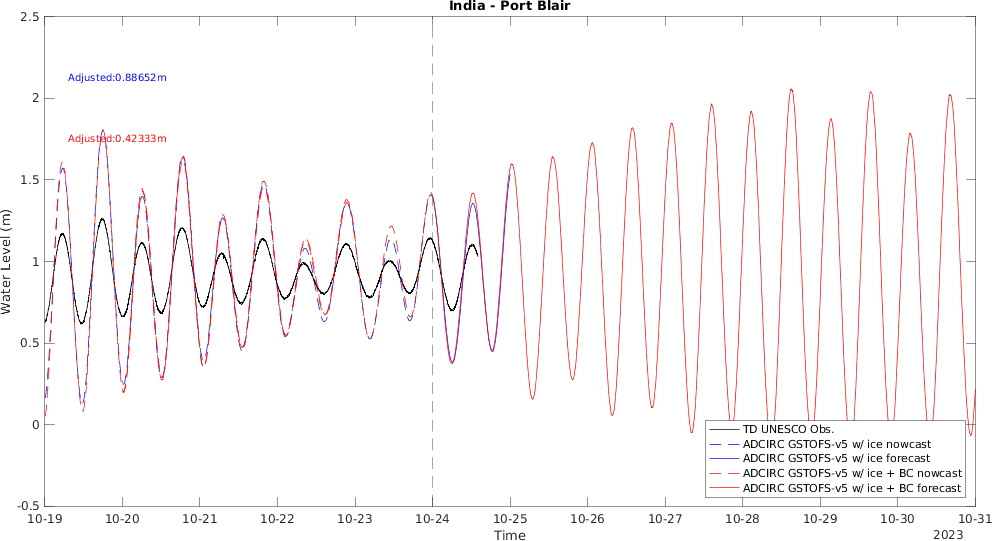 India - Port Blair
Adjusted:0.88652m
Adjusted:0.42333m
Water Level (m)
2.5
2
1.5
1
0.5
0
-0.5
10-19 10-20 10-21 10-22 10-23 10-24 10-25 10-26 10-27 10-28 10-29 10-30 10-31
Time
2023
TD UNESCO Obs.
ADCIRC GSTOFS-v5 w/ ice nowcast
ADCIRC GSTOFS-v5 w/ ice forecast
ADCIRC GSTOFS-v5 w/ ice + BC nowcast
ADCIRC GSTOFS-v5 w/ ice + BC forecast